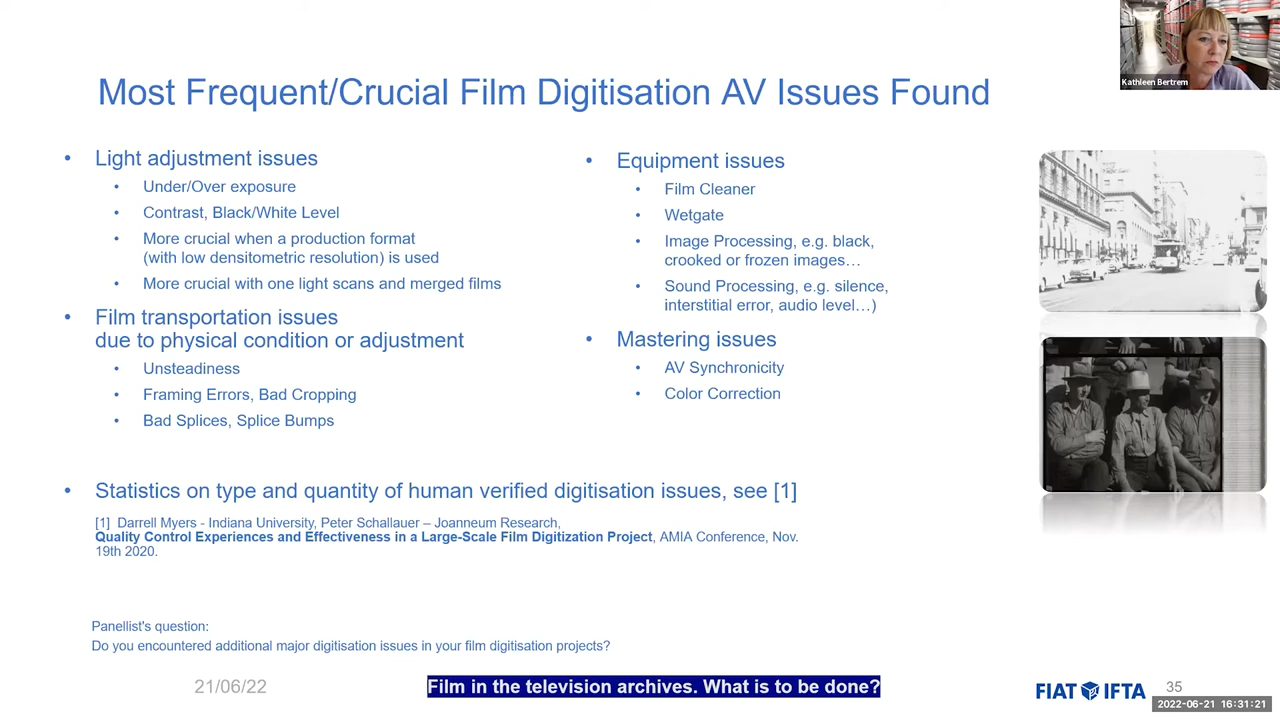 Kathleen Bertrem
Most Frequent/Crucial Film Digitisation AV Issues Found
• Light adjustment issues
• Under/Over exposure
• Contrast, Black/White Level
• More crucial when a production format
(with low densitometric resolution) is used
• More crucial with one light scans and merged films
• Film transportation issues
due to physical condition or adjustment
• Unsteadiness
• Framing Errors, Bad Cropping
• Bad Splices, Splice Bumps
• Equipment issues
• Film Cleaner
• Wetgate
• Image Processing, e.g. black,
crooked or frozen images…
• Sound Processing, e.g. silence,
interstitial error, audio level…)
• Mastering issues
• AV Synchronicity
• Color Correction
• Statistics on type and quantity of human verified digitisation issues, see [1]
[1] Darrell Myers - Indiana University, Peter Schallauer – Joanneum Research,
Quality Control Experiences and Effectiveness in a Large-Scale Film Digitization Project, AMIA Conference, Nov.
19th 2020.
Panellist's question:
Do you encountered additional major digitisation issues in your film digitisation projects?
21/06/22
Film in the television archives. What is to be done?
FIAT IFTA
35
2022-06-21 16:31:21